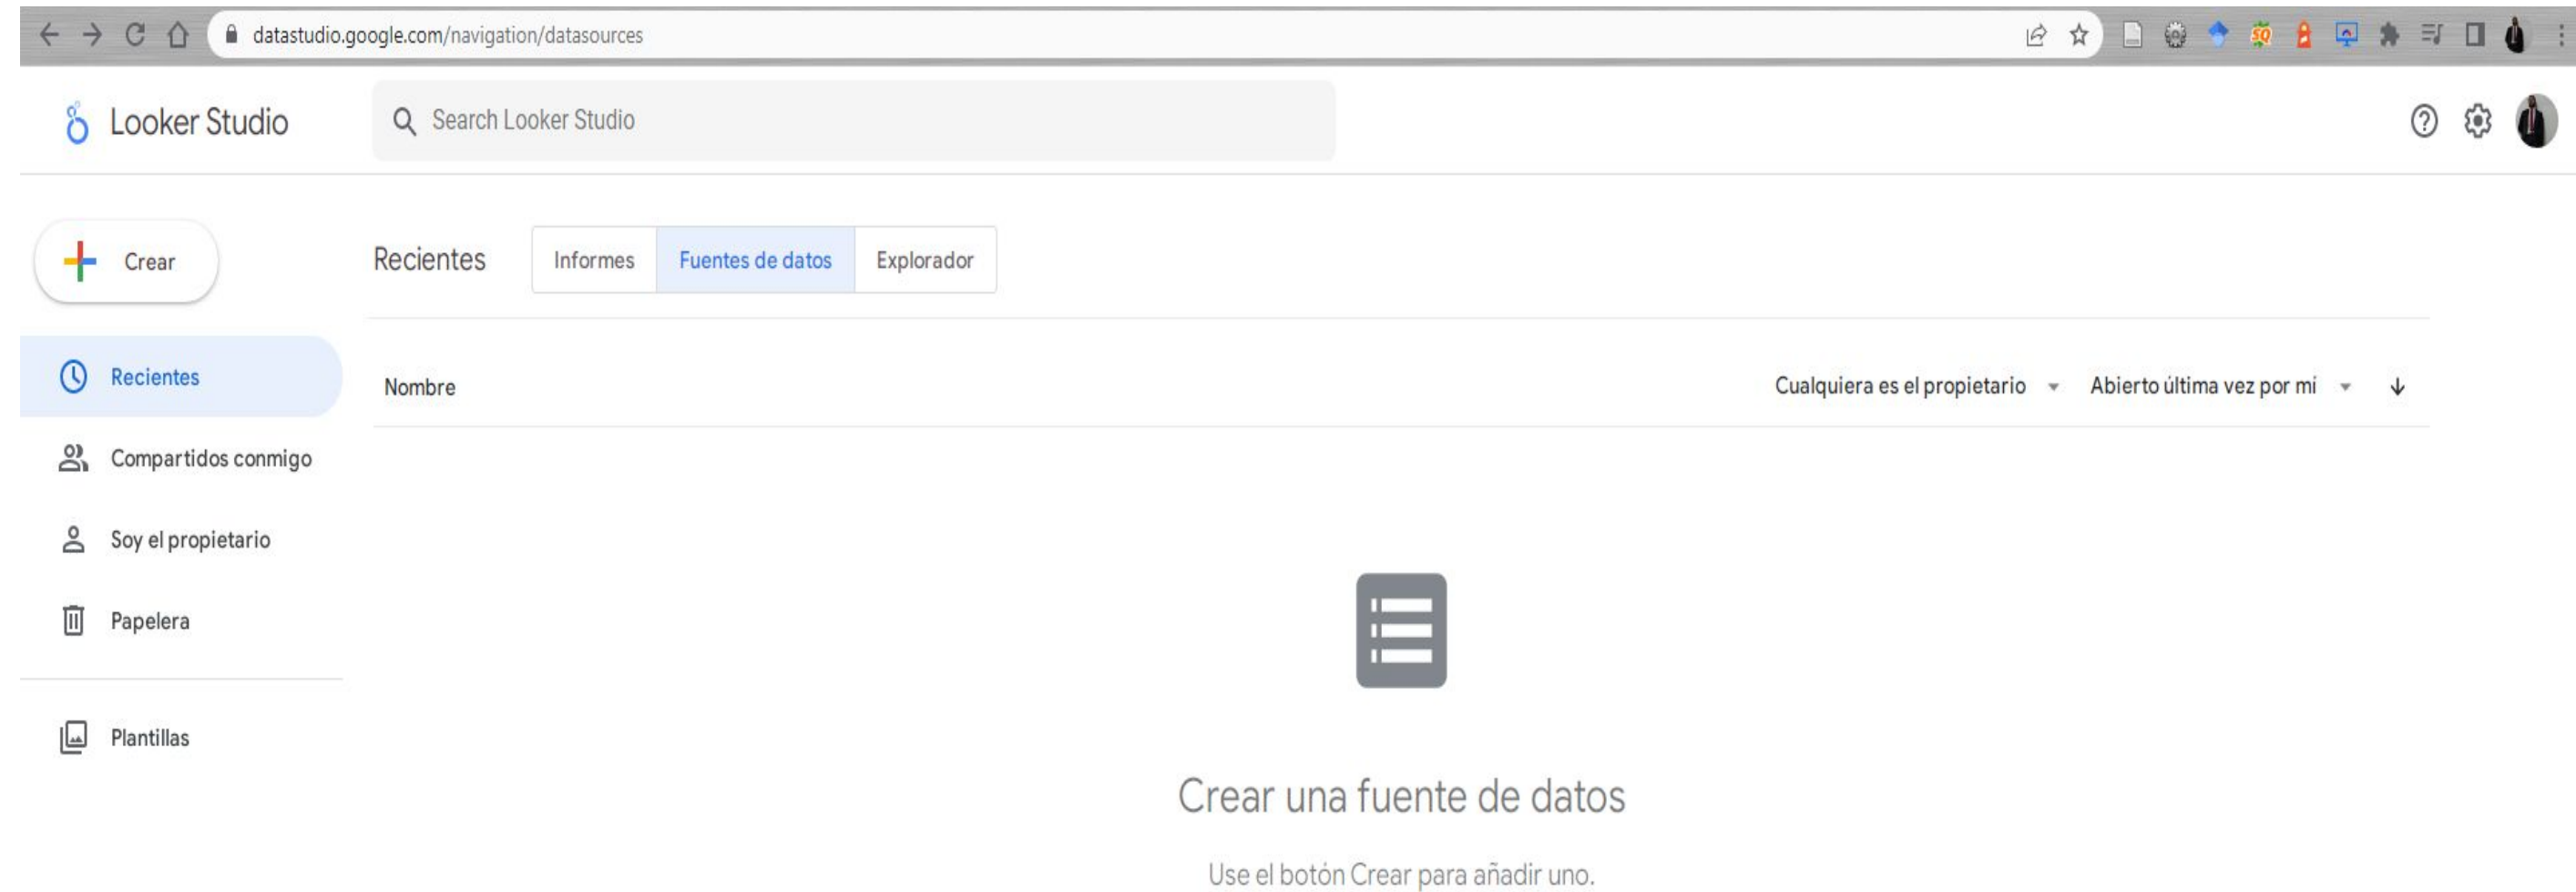 datastudio.google.com/navigation/datasources
SQ
Looker Studio
Search Looker Studio
Crear
Recientes
Informes
Fuentes de datos
Explorador
Recientes
Nombre
Cualquiera es el propietario
Abierto última vez por mi
Compartidos conmigo
Soy el propietario
Papelera
Plantillas
Crear una fuente de datos
Use el botón Crear para añadir uno.